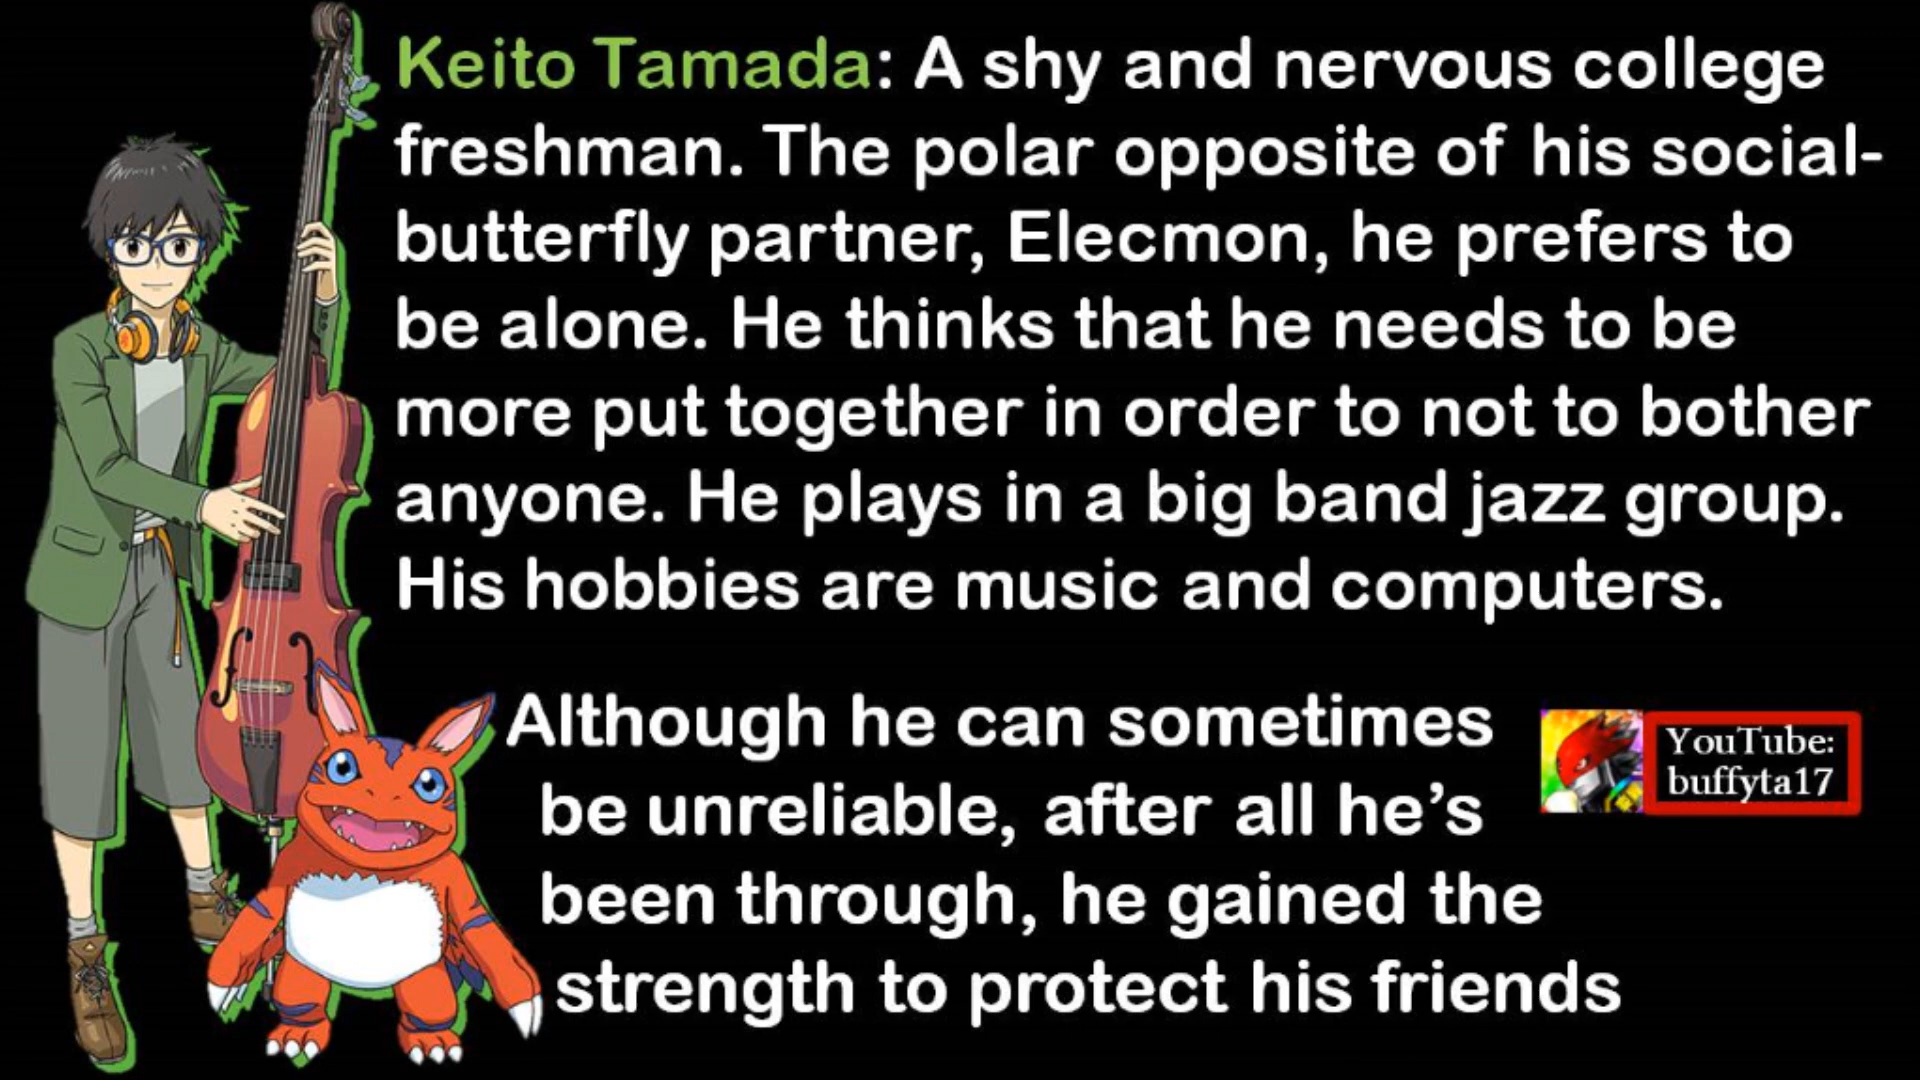 Keito Tamada: A shy and nervous college
freshman. The polar opposite of his social-
butterfly partner, Elecmon, he prefers to
be alone. He thinks that he needs to be
more put together in order to not to bother
anyone. He plays in a big band jazz group.
His hobbies are music and computers.
Although he can sometimes
be unreliable, after all he’s
been through, he gained the
strength to protect his friends
YouTube:
buffyta17